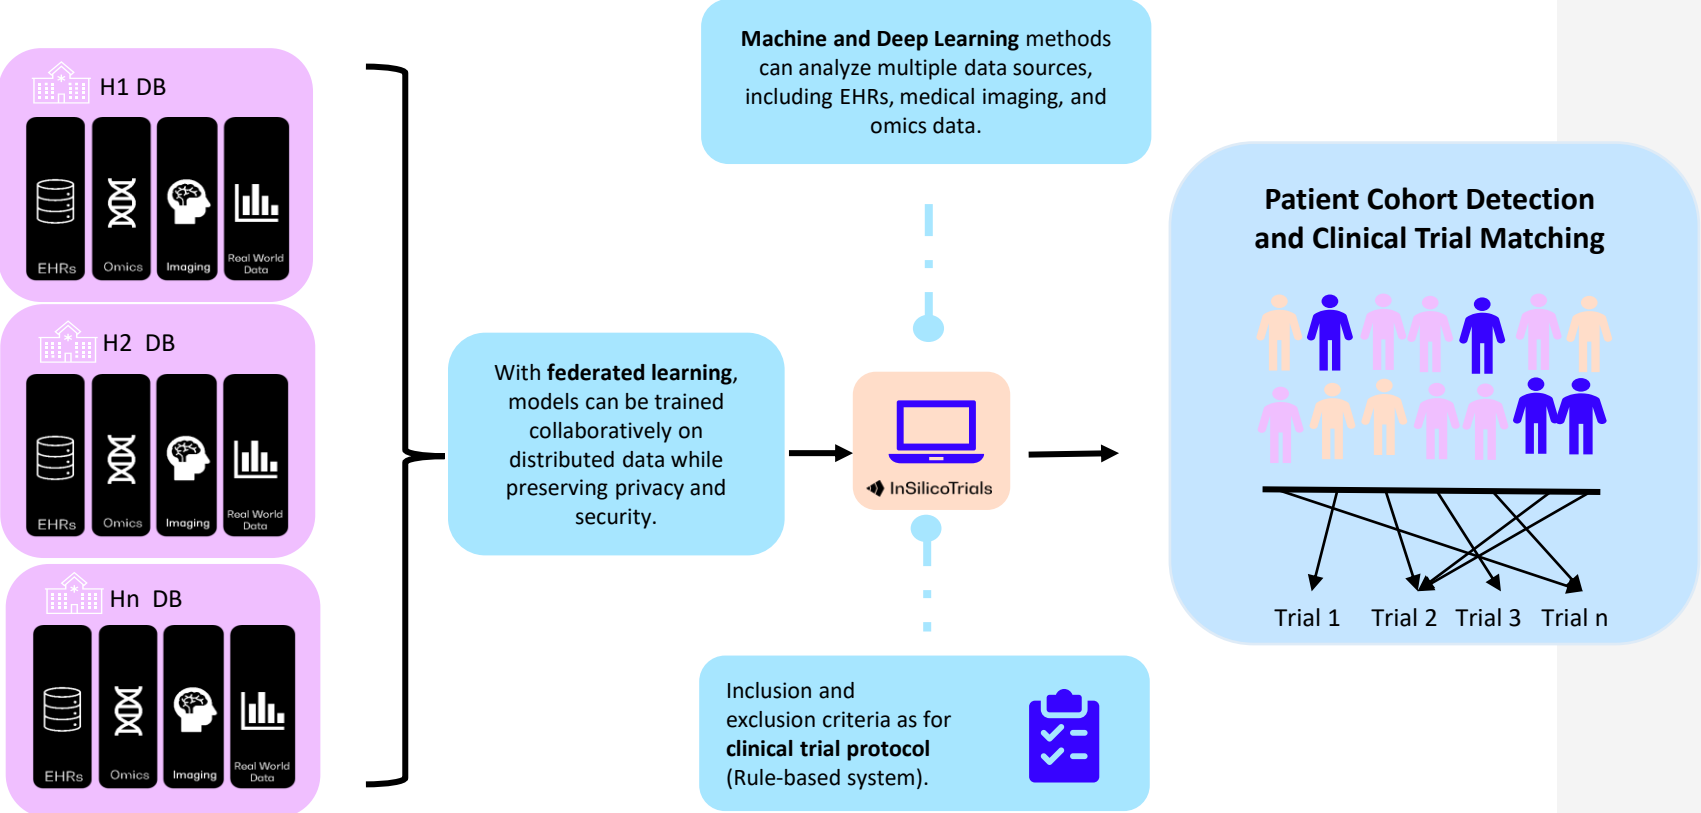 H1 DB
EHRs
Omics
Imaging
Real World
Data
H2 DB
EHRs
Omics
Imaging
Real World
Data
Hn DB
EHRs
Omics
Imaging
Real World
Data
With federated learning,
models can be trained
collaboratively on
distributed data while
preserving privacy and
security.
Machine and Deep Learning methods
can analyze multiple data sources,
including EHRs, medical imaging, and
omics data.
InSilicoTrials
Inclusion and
exclusion criteria as for
clinical trial protocol
(Rule-based system).
Patient Cohort Detection
and Clinical Trial Matching
Trial 1
Trial 2
Trial 3
Trial n